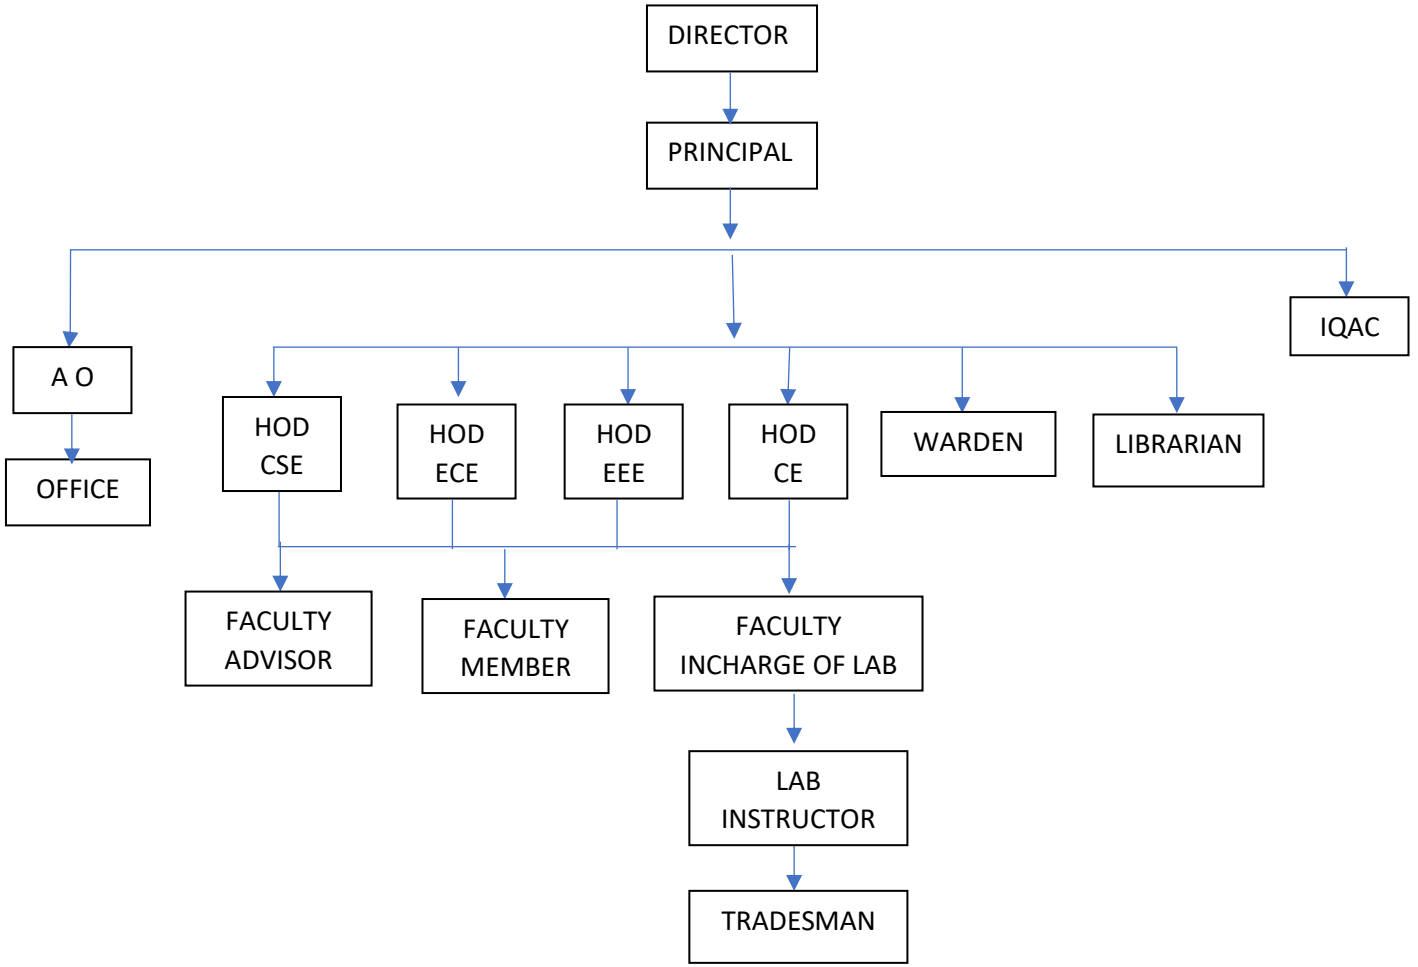 DIRECTOR
PRINCIPAL
IQAC
A O
OFFICE
HOD
CSE
HOD
ECE
HOD
EEE
HOD
CE
WARDEN
LIBRARIAN
FACULTY
ADVISOR
FACULTY
MEMBER
FACULTY
INCHARGE OF LAB
LAB
INSTRUCTOR
TRADESMAN